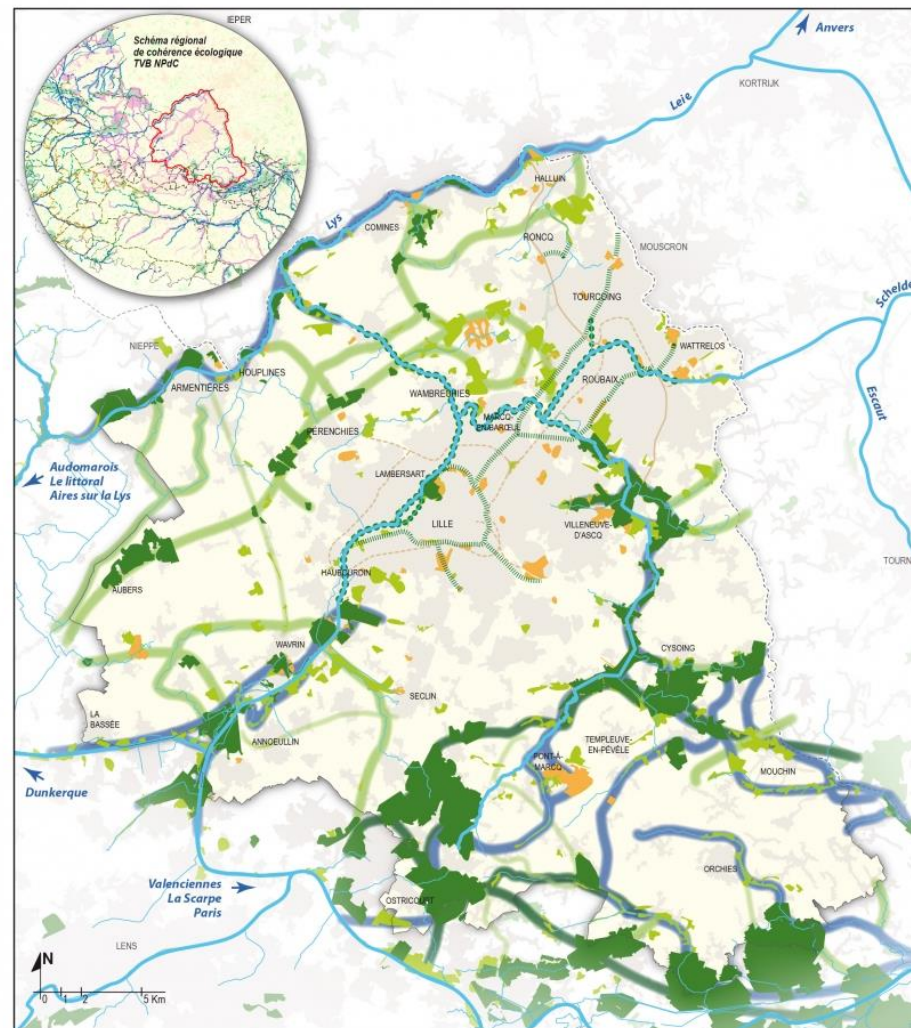 IEPER
Schéma régional
de cohérence écologique
TVB NPdC
Anvers
KORTRIJK
Leie
HALLUIN
Lys
COMINES
RONCQ
MOUSCRON
TOURCOING
Schelde
NIEPPE
WATTRELOS
HOUPLINES
ARMENTIÈRES
ROUBAIX
WAMBRECHIES
Escaut
MARCQ
-EN-BARŒUL
PÉRENCHIES
Audomarois
Le littoral
Aires sur la Lys
LAMBERSART
LILLE
VILLENEUVE-
D'ASCQ
TOURN
HAUBOURDIN
AUBERS
WAVRIN
CYSOING
SECLIN
LA
BASSÉE
ANNOEULLIN
TEMPLEUVE-
EN-PÉVÈLE
PONT-À-
MARCQ
MOUCHIN
Dunkerque
ORCHIES
Valenciennes
La Scarpe
Paris
OSTRICOURT
LENS
N
0 1 2 5 Km